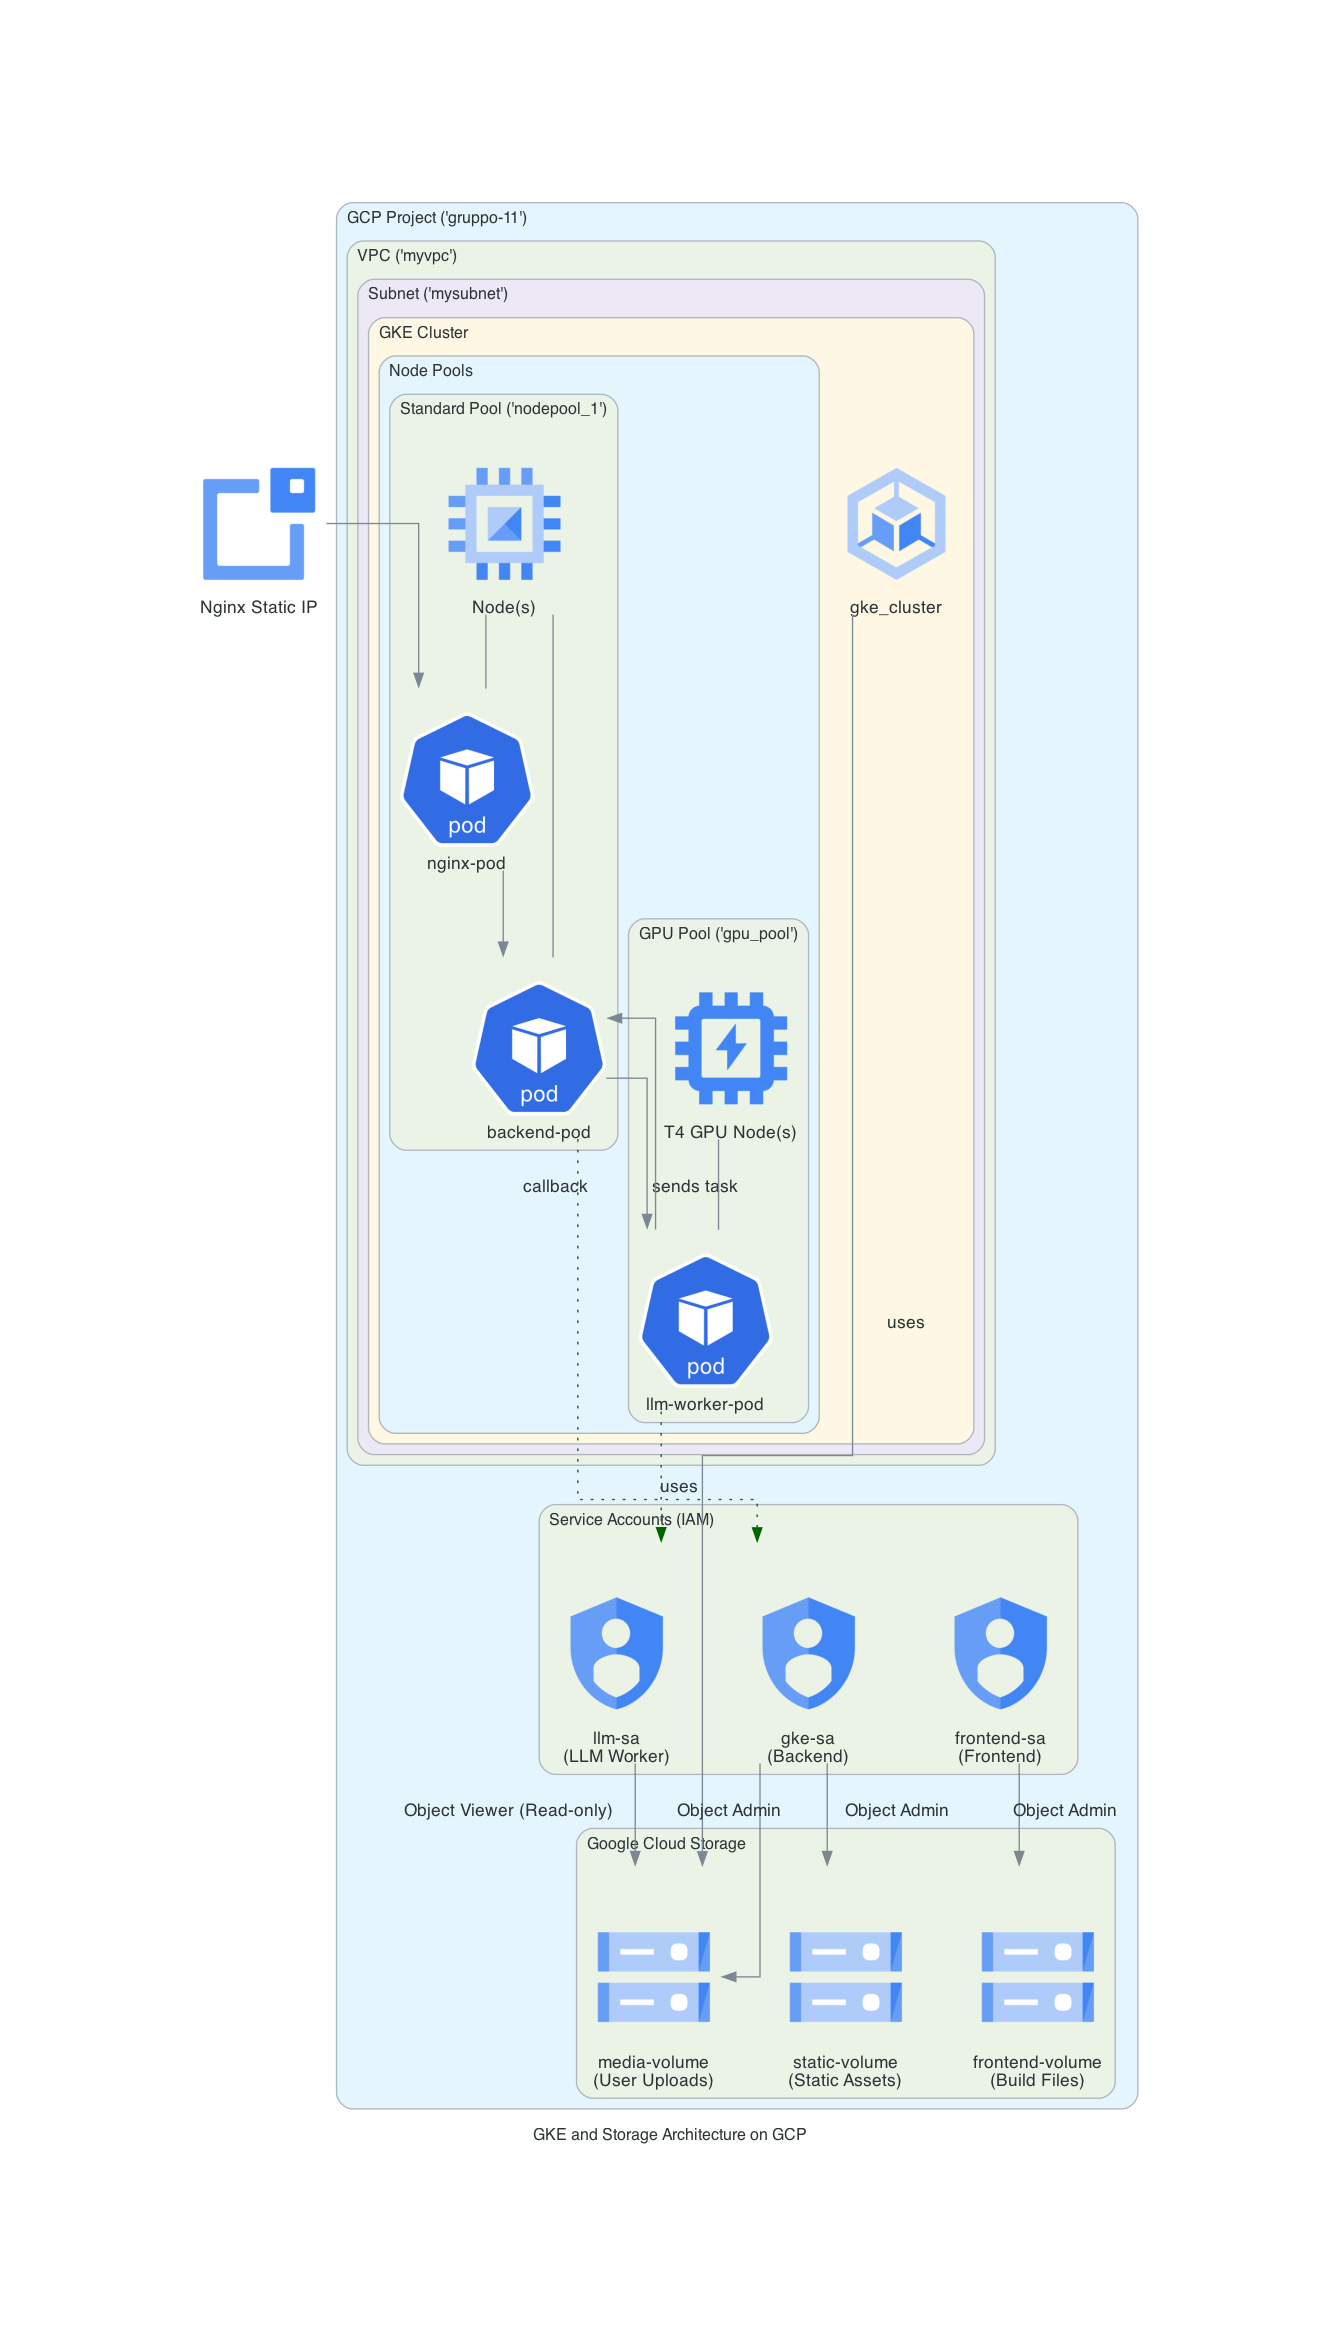 GCP Project ('gruppo-11')
VPC ('myvpc')
Subnet ('mysubnet')
GKE Cluster
Node Pools
Standard Pool ('nodepool_1')
Nginx Static IP
Node(s)
gke_cluster
pod
nginx-pod
GPU Pool ('gpu_pool')
pod
backend-pod
T4 GPU Node(s)
callback
sends task
uses
pod
llm-worker-pod
uses
Service Accounts (IAM)
llm-sa
(LLM Worker)
gke-sa
(Backend)
frontend-sa
(Frontend)
Object Viewer (Read-only)
Object Admin
Object Admin
Object Admin
Google Cloud Storage
media-volume
(User Uploads)
static-volume
(Static Assets)
frontend-volume
(Build Files)
GKE and Storage Architecture on GCP